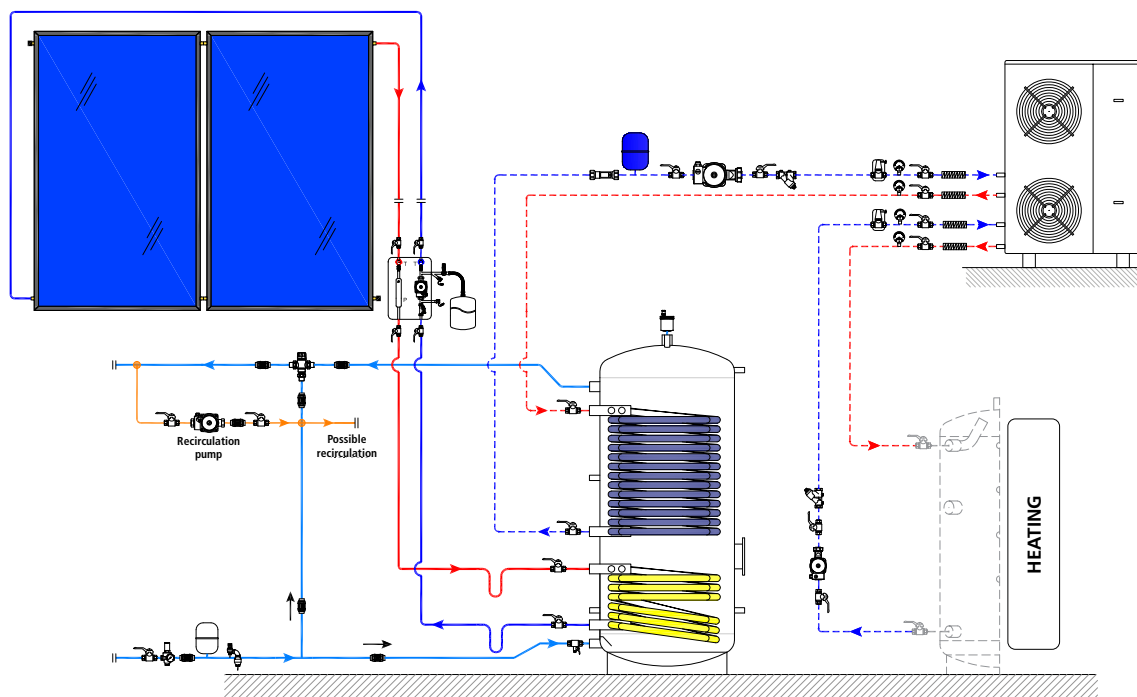 T
T
P
Recirculation
pump
Possible
recirculation
HEATING